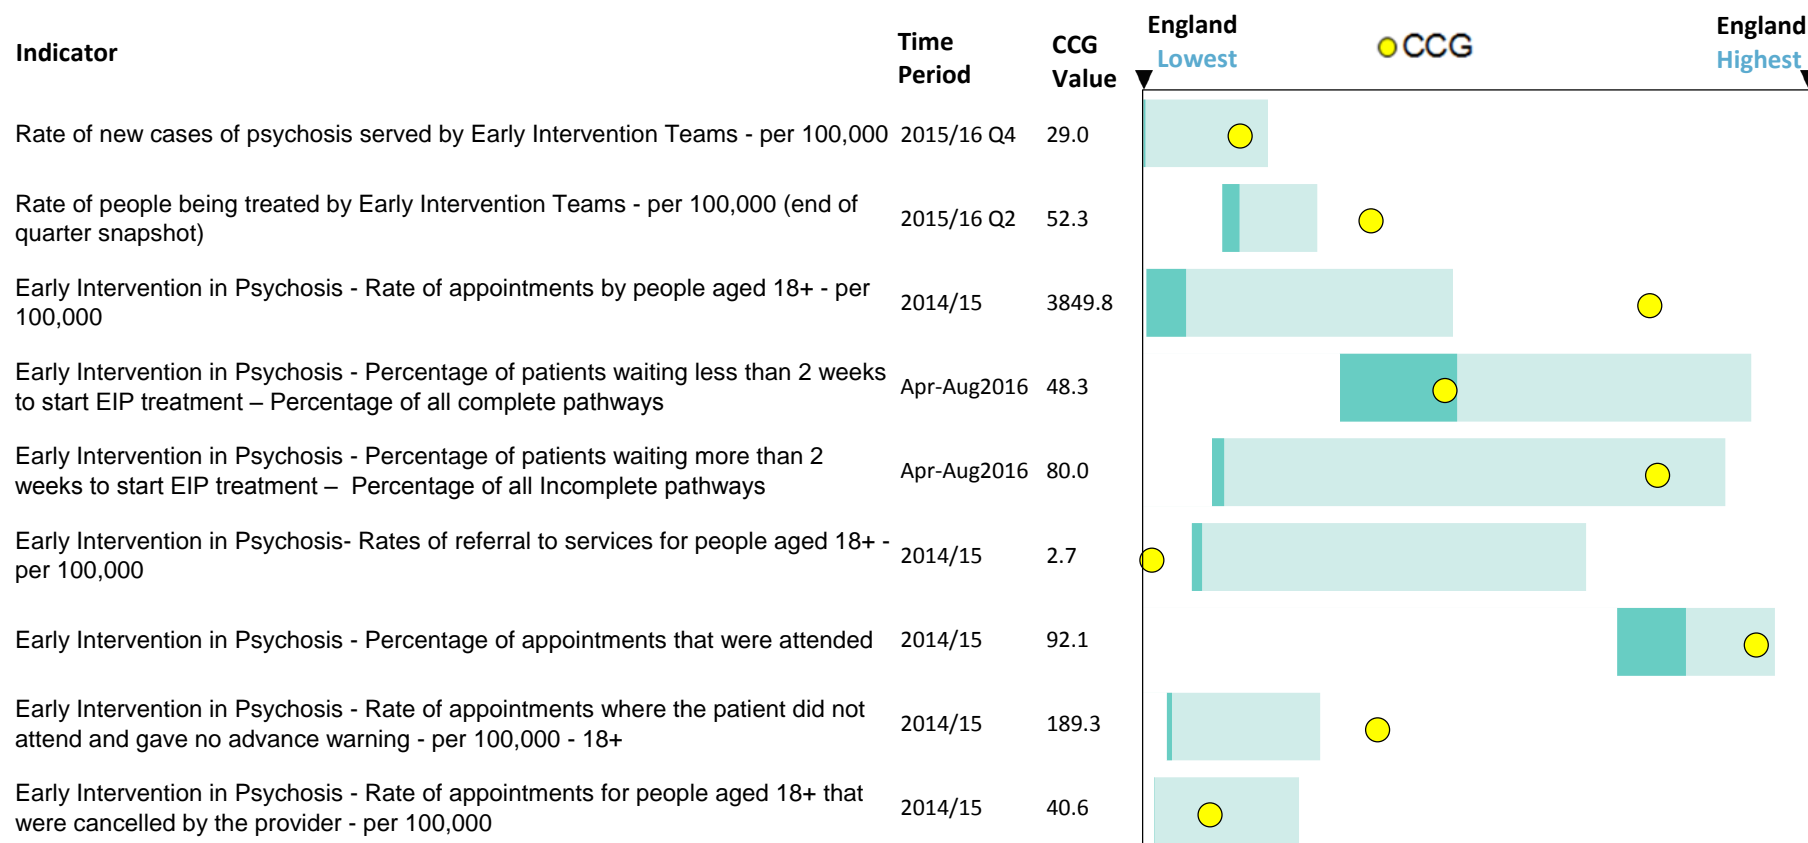 Indicator
Time Period
CCG Value
England Lowest
CCG
England Highest
Rate of new cases of psychosis served by Early Intervention Teams - per 100,000 2015/16 Q4 29.0
Rate of people being treated by Early Intervention Teams - per 100,000 (end of
quarter snapshot) 2015/16 Q2 52.3
Early Intervention in Psychosis - Rate of appointments by people aged 18+ - per
100,000 2014/15 3849.8
Early Intervention in Psychosis - Percentage of patients waiting less than 2 weeks
to start EIP treatment – Percentage of all complete pathways Apr-Aug2016 48.3
Early Intervention in Psychosis - Percentage of patients waiting more than 2
weeks to start EIP treatment – Percentage of all Incomplete pathways Apr-Aug2016 80.0
Early Intervention in Psychosis- Rates of referral to services for people aged 18+ -
per 100,000 2014/15 2.7
Early Intervention in Psychosis - Percentage of appointments that were attended 2014/15 92.1
Early Intervention in Psychosis - Rate of appointments where the patient did not
attend and gave no advance warning - per 100,000 - 18+ 2014/15 189.3
Early Intervention in Psychosis - Rate of appointments for people aged 18+ that
were cancelled by the provider - per 100,000 2014/15 40.6